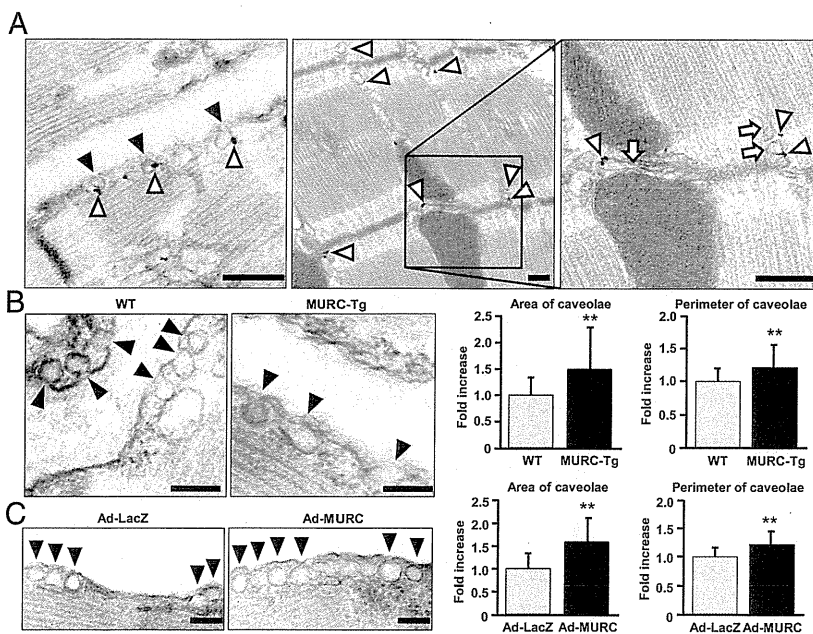 A
B
WT
MURC-Tg
Area of caveolae
Fold increase
2.5
2.0
1.5
1.0
0.5
0
**
WT MURC-Tg
Perimeter of caveolae
Fold increase
2.0
1.5
1.0
0.5
0
**
WT MURC-Tg
C
Ad-LacZ
Ad-MURC
Area of caveolae
Fold increase
2.5
2.0
1.5
1.0
0.5
0
**
Ad-LacZ Ad-MURC
Perimeter of caveolae
Fold increase
2.0
1.5
1.0
0.5
0
**
Ad-LacZ Ad-MURC